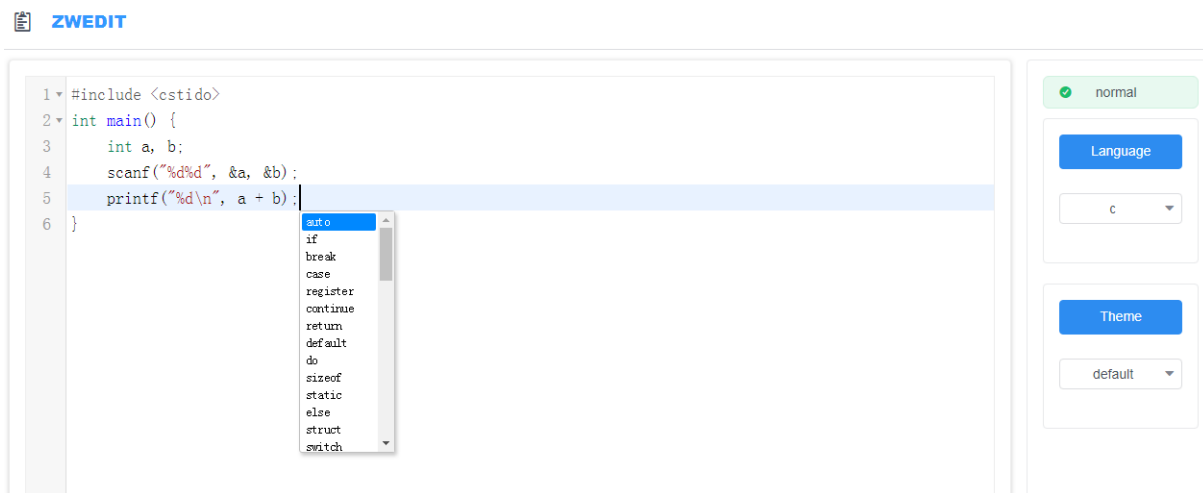 ZWEDIT
1 #include <cstido>
2 int main() {
3 int a, b;
4 scanf("%d%d", &a, &b);
5 printf("%d\n", a + b);
6 }
auto
if
break
case
register
continue
return
default
do
sizeof
static
else
struct
switch
normal
Language
c
Theme
default